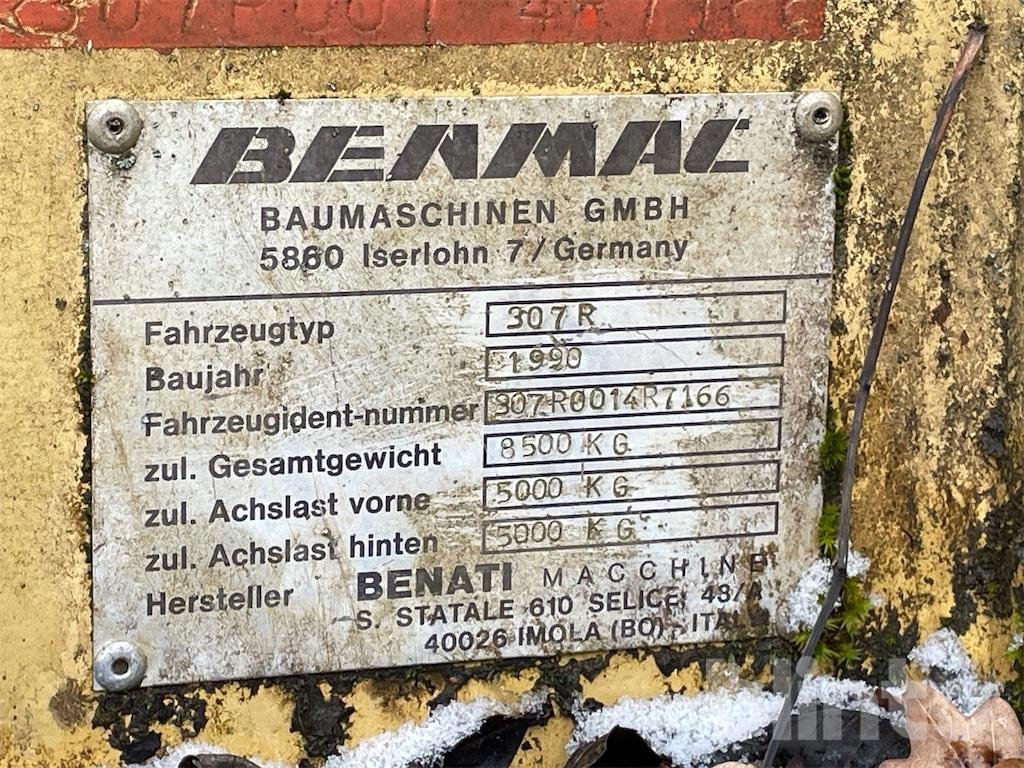 BENMAC
BAUMASCHINEN GMBH
5860 Iserlohn 7 / Germany
Fahrzeugtyp 307R
Baujahr 1990
Fahrzeugident-nummer 307R0014R7166
zul. Gesamtgewicht 8500 KG
zul. Achslast vorne 5000 KG
zul. Achslast hinten 5000 KG
Hersteller BENATI MACCHINE
S. STATALE 610 SELICE, 43/A
40026 IMOLA (BO) - ITAL